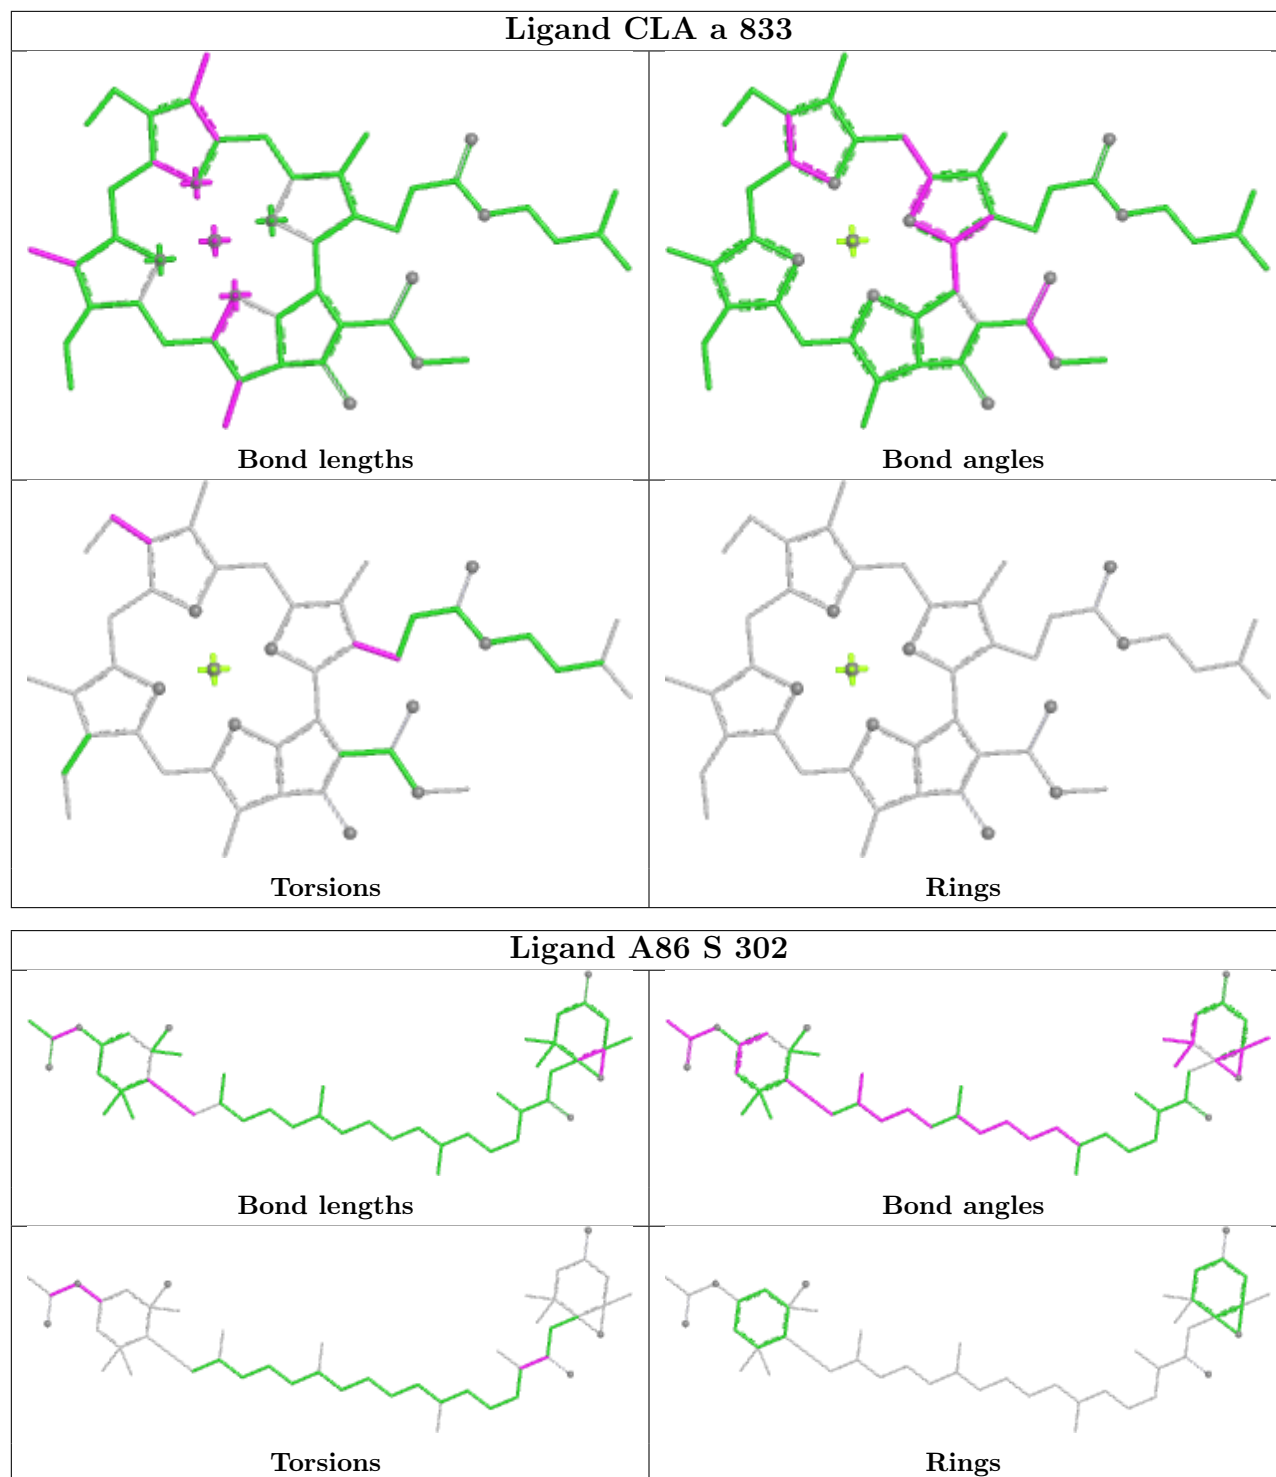 Ligand CLA a 833
Bond lengths
Bond angles
Torsions
Rings
Ligand A86 S 302
Bond lengths
Bond angles
Torsions
Rings